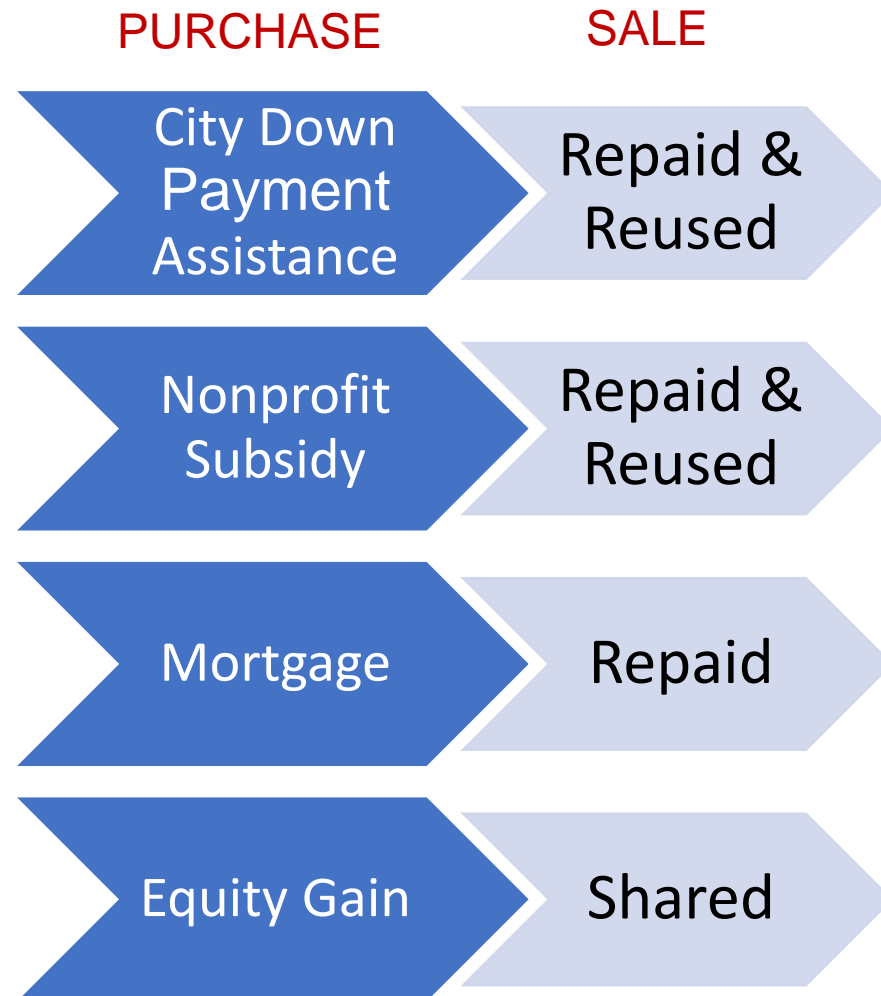 PURCHASE
SALE
City Down
Payment
Assistance
Repaid &
Reused
Nonprofit
Subsidy
Repaid &
Reused
Mortgage
Repaid
Equity Gain
Shared